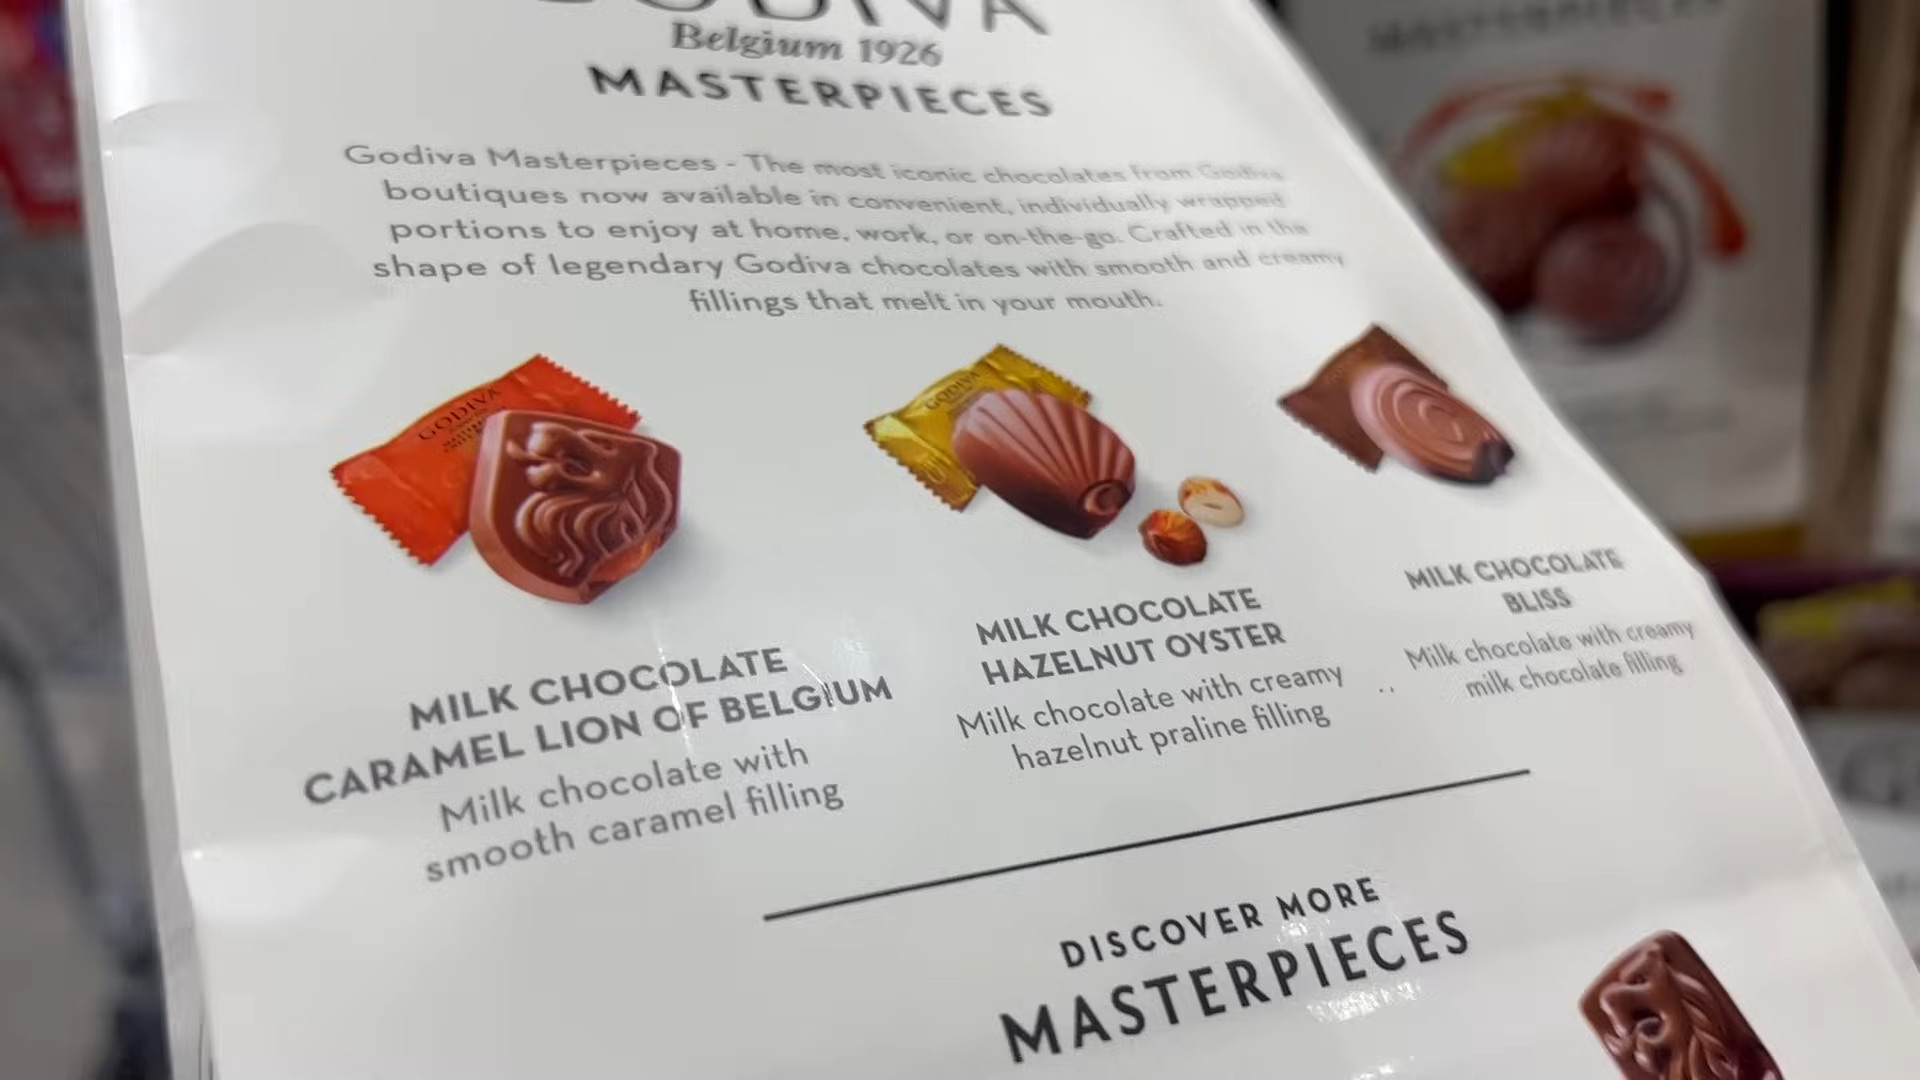 GODIVA
Belgium 1926
MASTERPIECES
Godiva Masterpieces - The most iconic chocolates from Godiva
boutiques now available in convenient, individually wrapped
portions to enjoy at home, work, or on-the-go. Crafted in the
shape of legendary Godiva chocolates with smooth and creamy
fillings that melt in your mouth.
GODIVA
GODIVA
MILK CHOCOLATE
CARAMEL LION OF BELGIUM
Milk chocolate with
smooth caramel filling
MILK CHOCOLATE
HAZELNUT OYSTER
Milk chocolate with creamy
hazelnut praline filling
MILK CHOCOLATE
BLISS
Milk chocolate with creamy
milk chocolate filling
DISCOVER MORE
MASTERPIECES
MASTERPIECES